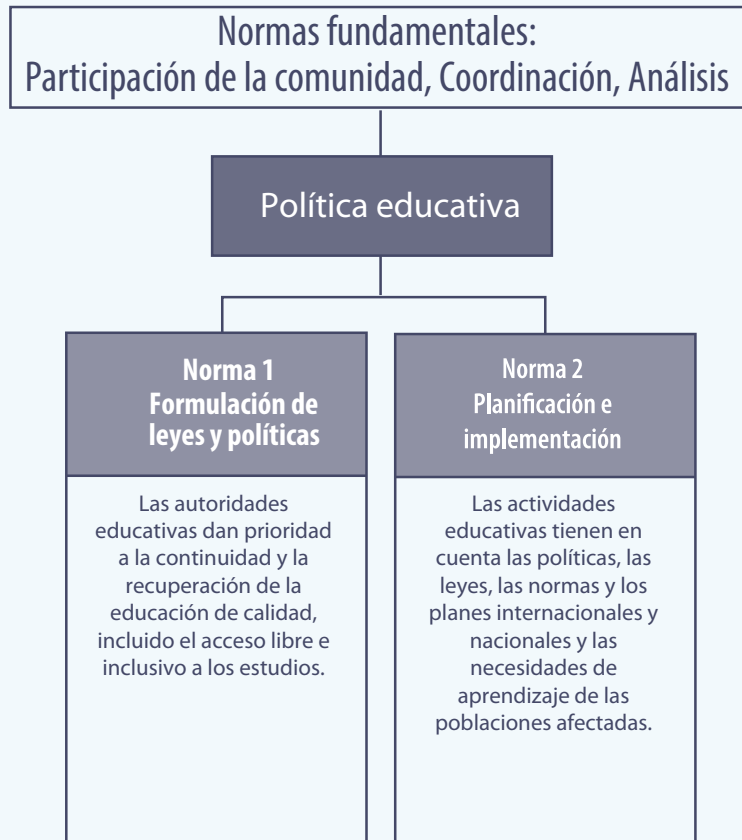 Normas fundamentales:
Participación de la comunidad, Coordinación, Análisis
Política educativa
Norma 1
Formulación de
leyes y políticas
Las autoridades
educativas dan prioridad
a la continuidad y la
recuperación de la
educación de calidad,
incluido el acceso libre e
inclusivo a los estudios.
Norma 2
Planificación e
implementación
Las actividades
educativas tienen en
cuenta las políticas, las
leyes, las normas y los
planes internacionales y
nacionales y las
necesidades de
aprendizaje de las
poblaciones afectadas.